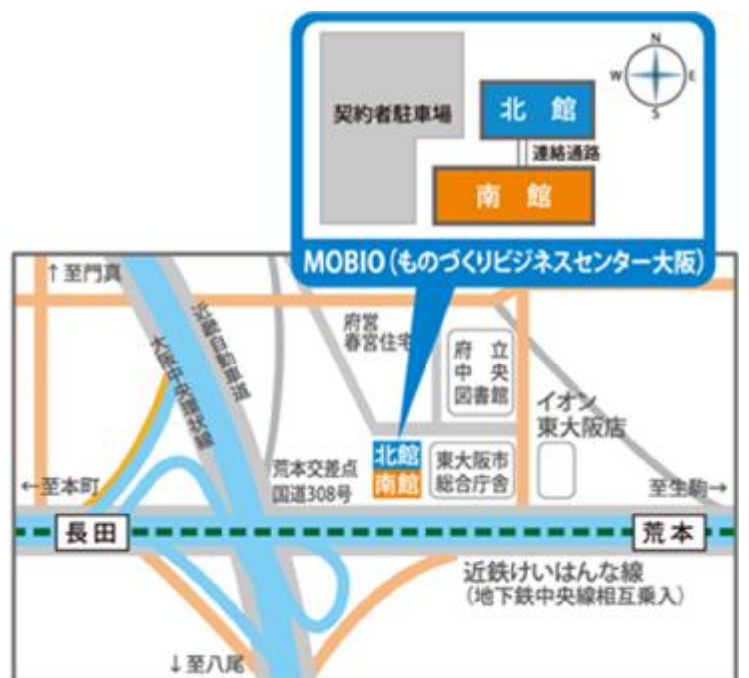 N
W
E
S
契約者駐車場
北 館
連絡通路
南 館
MOBIO(ものづくりビジネスセンター大阪)
↑至門真
近畿自動車道
大阪中央環状線
府営
春宮住宅
府 立
中 央
図書館
イオン
東大阪店
北館
南館
東大阪市
総合庁舎
荒本交差点
国道308号
←至本町
至生駒→
長田
荒本
近鉄けいはんな線
(地下鉄中央線相互乗入)
↓至八尾